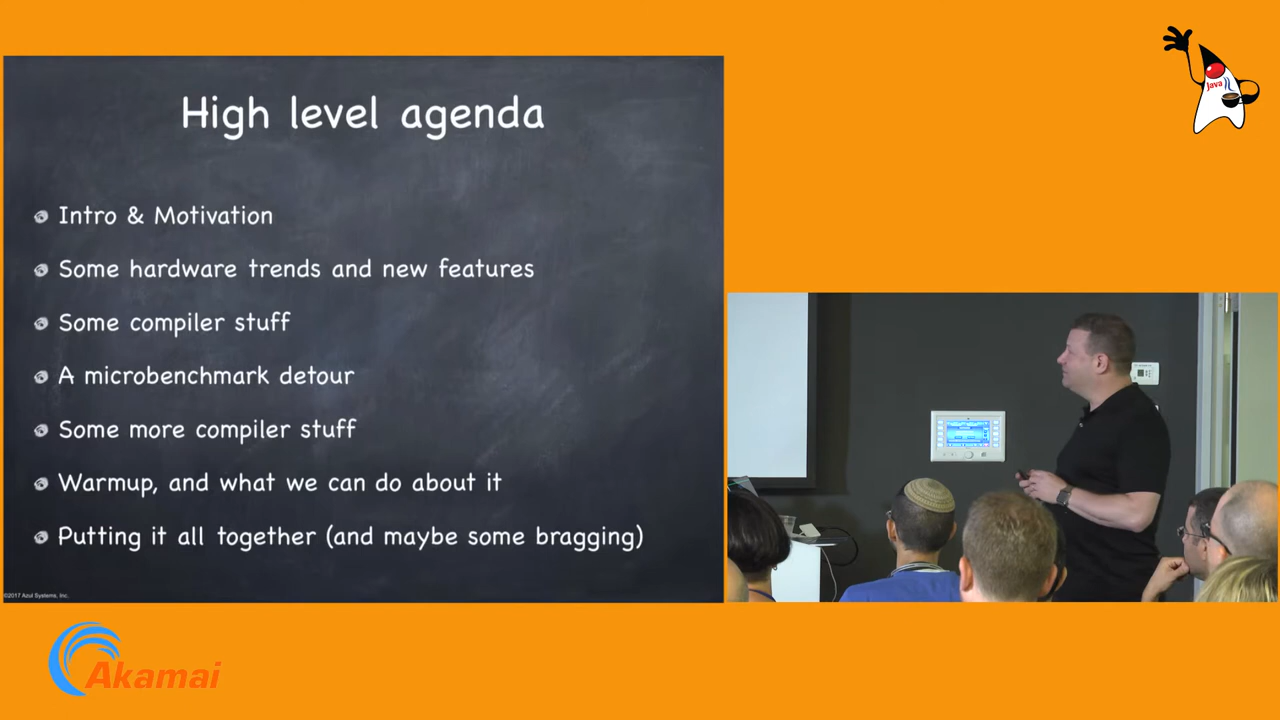 High level agenda
Intro & Motivation
Some hardware trends and new features
Some compiler stuff
A microbenchmark detour
Some more compiler stuff
Warmup, and what we can do about it
Putting it all together (and maybe some bragging)
©2017 Azul Systems, Inc.
Java
Akamai